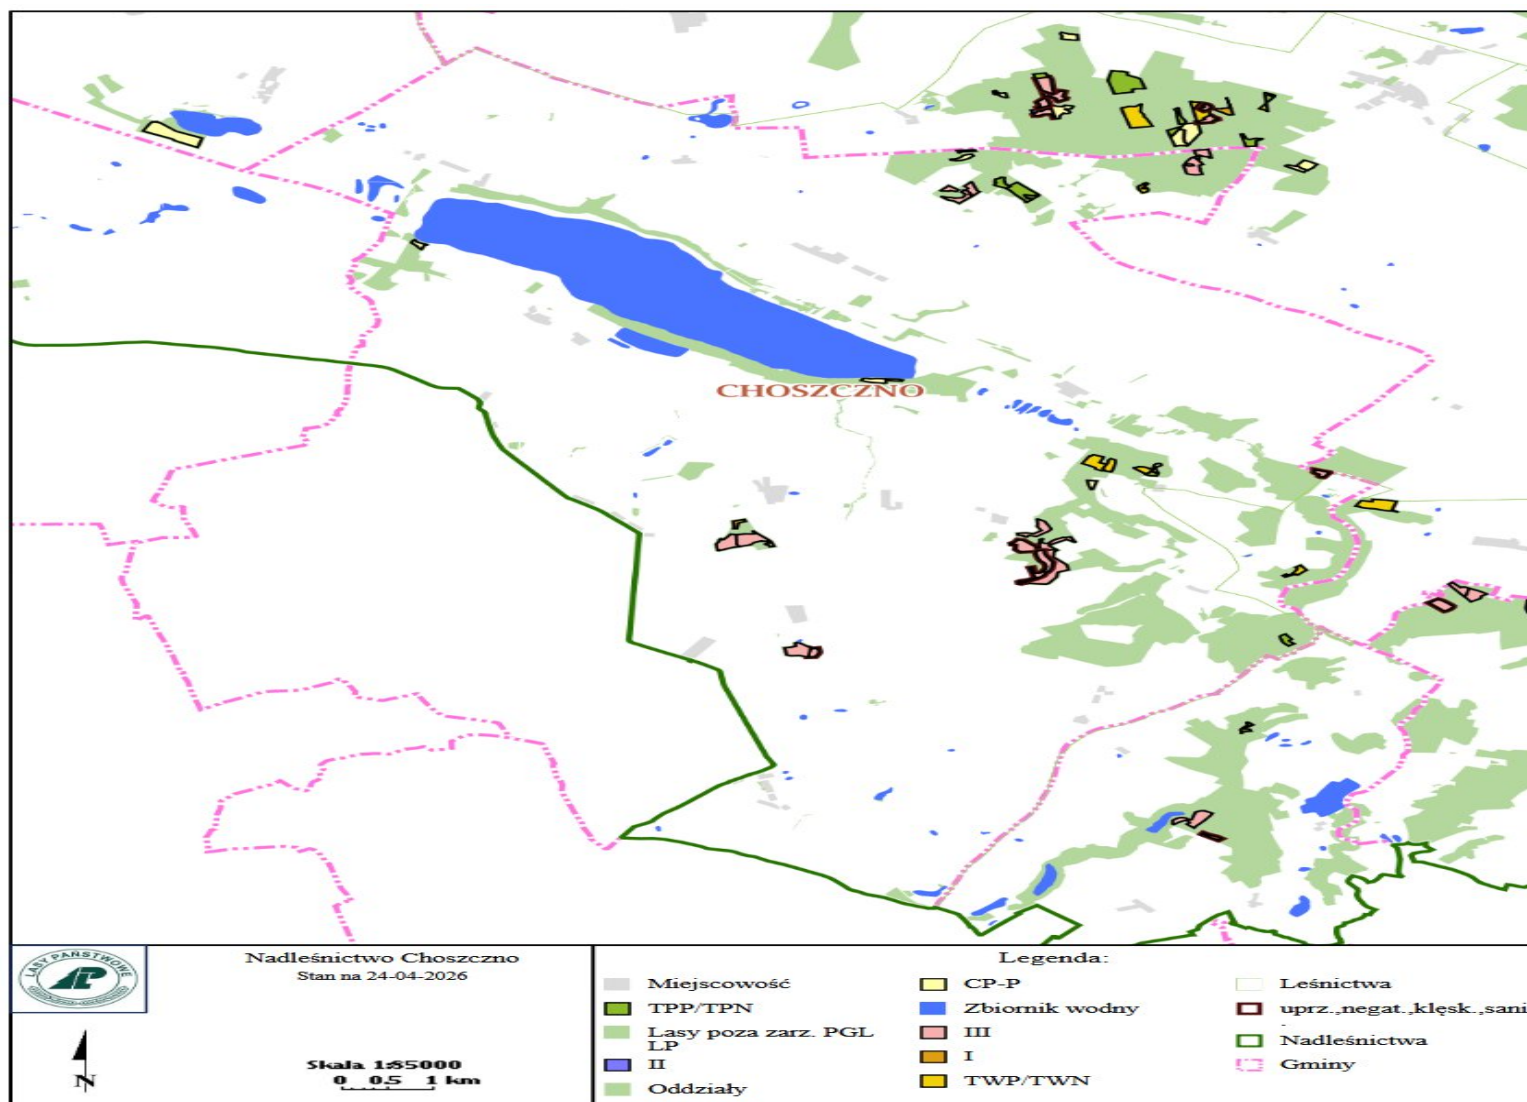 CHOSZCZNO
LASY PAŃSTWOWE
Nadleśnictwo Choszczno
Stan na 24-04-2026
N
Skala 1:85000
0 0.5 1 km
Legenda:
Miejscowość
TPP/TPN
Lasy poza zarz. PGL
LP
II
Oddziały
CP-P
Zbiornik wodny
III
I
TWP/TWN
Leśnictwa
uprz.,negat.,klęsk.,sani
.
Nadleśnictwa
Gminy